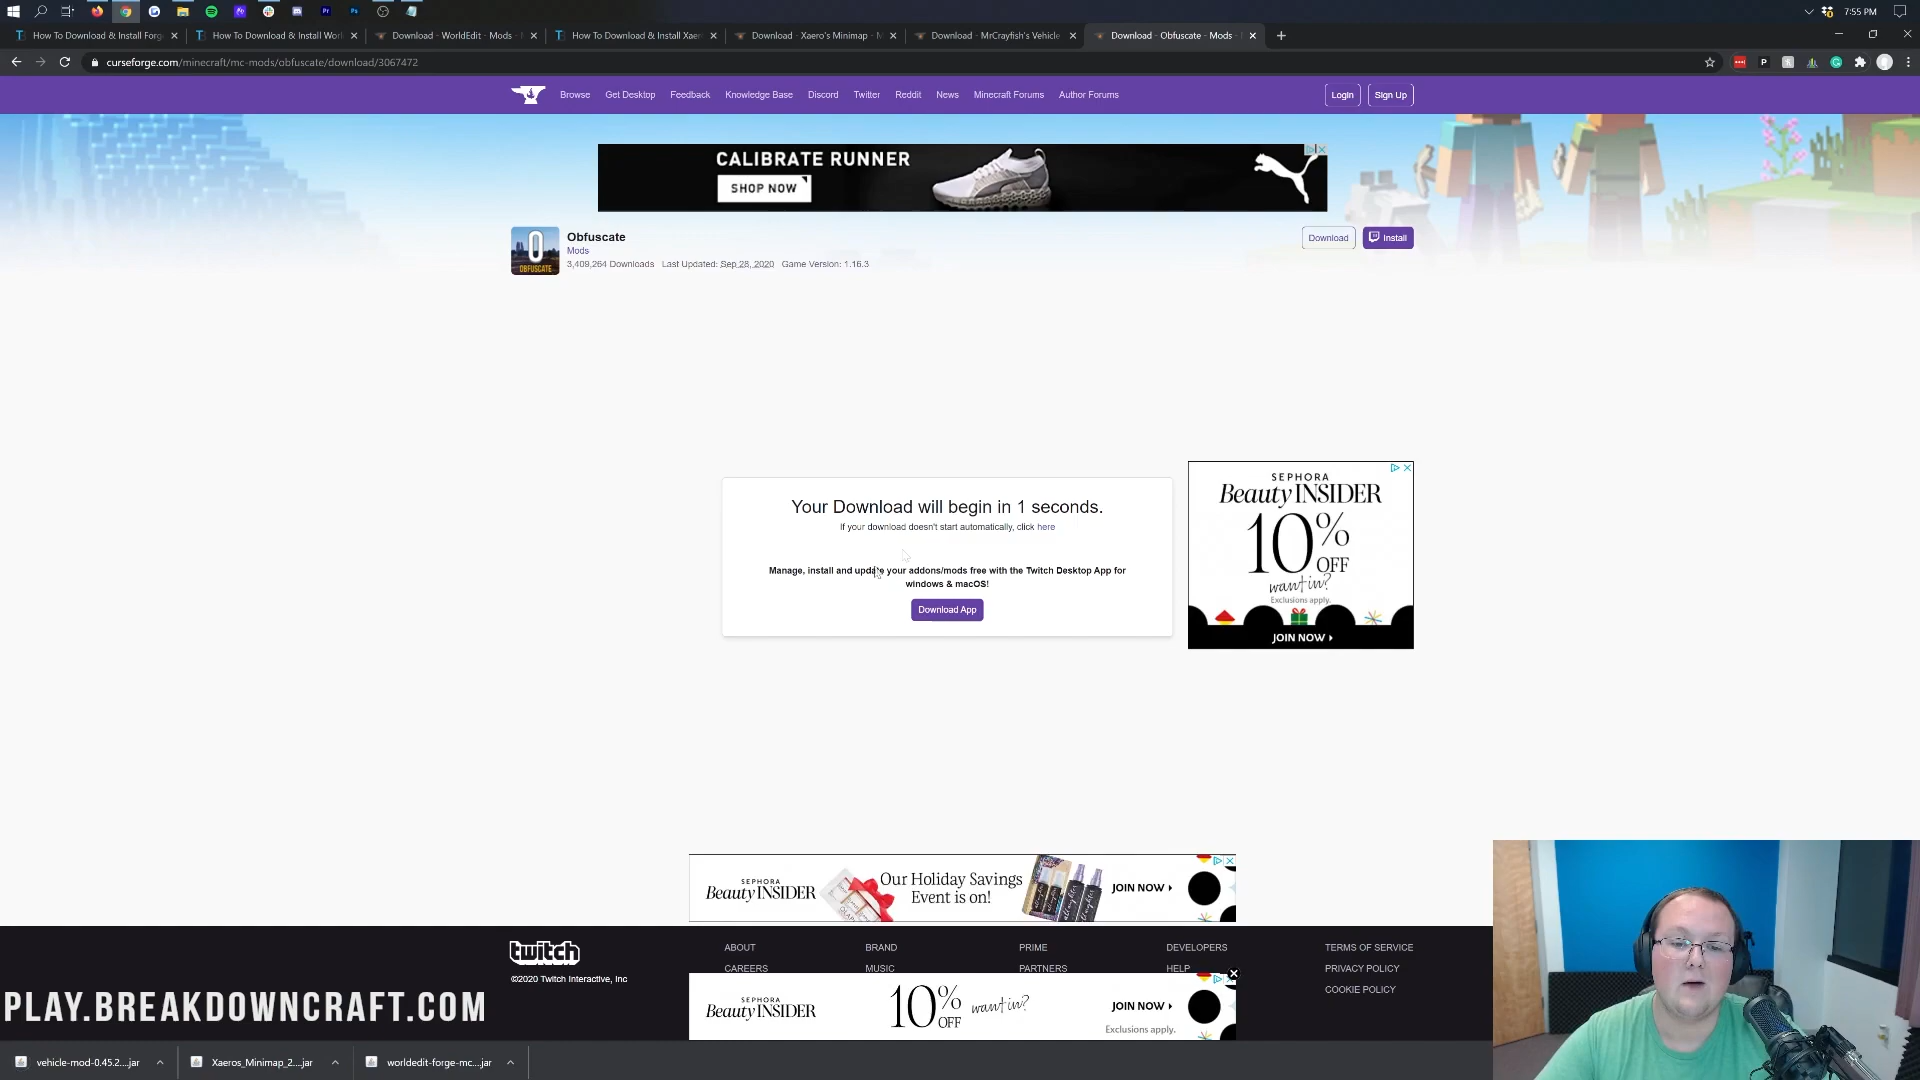 7:55 PM
How To Download & Install Forg
How To Download & Install Worl
Download - WorldEdit - Mods -
How To Download & Install Xaer
Download - Xaero's Minimap - M
Download - MrCrayfish's Vehicle
Download - Obfuscate - Mods -
curseforge.com/minecraft/mc-mods/obfuscate/download/3067472
Browse
Get Desktop
Feedback
Knowledge Base
Discord
Twitter
Reddit
News
Minecraft Forums
Author Forums
Login
Sign Up
CALIBRATE RUNNER
SHOP NOW
OBFUSCATE
Obfuscate
Mods
3,409,264 Downloads Last Updated: Sep 28, 2020 Game Version: 1.16.3
Download
Install
Your Download will begin in 1 seconds.
If your download doesn't start automatically, click here
Manage, install and update your addons/mods free with the Twitch Desktop App for
windows & macOS!
Download App
SEPHORA
Beauty INSIDER
10% OFF
want in?
Exclusions apply.
JOIN NOW
SEPHORA
Beauty INSIDER
Our Holiday Savings
Event is on!
JOIN NOW
twitch
©2020 Twitch Interactive, Inc
ABOUT
BRAND
PRIME
DEVELOPERS
TERMS OF SERVICE
CAREERS
MUSIC
PARTNERS
HELP
PRIVACY POLICY
COOKIE POLICY
SEPHORA
Beauty INSIDER
10% OFF
want in?
JOIN NOW
Exclusions apply.
PLAY.BREAKDOWNCRAFT.COM
vehicle-mod-0.45.2....jar
Xaeros_Minimap_2....jar
worldedit-forge-mc....jar